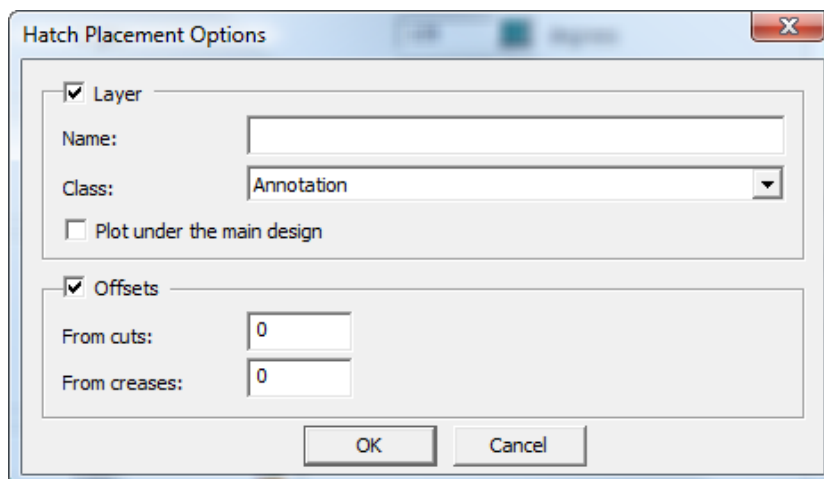 Hatch Placement Options
Layer
Name:
Class: Annotation
Plot under the main design
Offsets
From cuts: 0
From creases: 0
OK Cancel